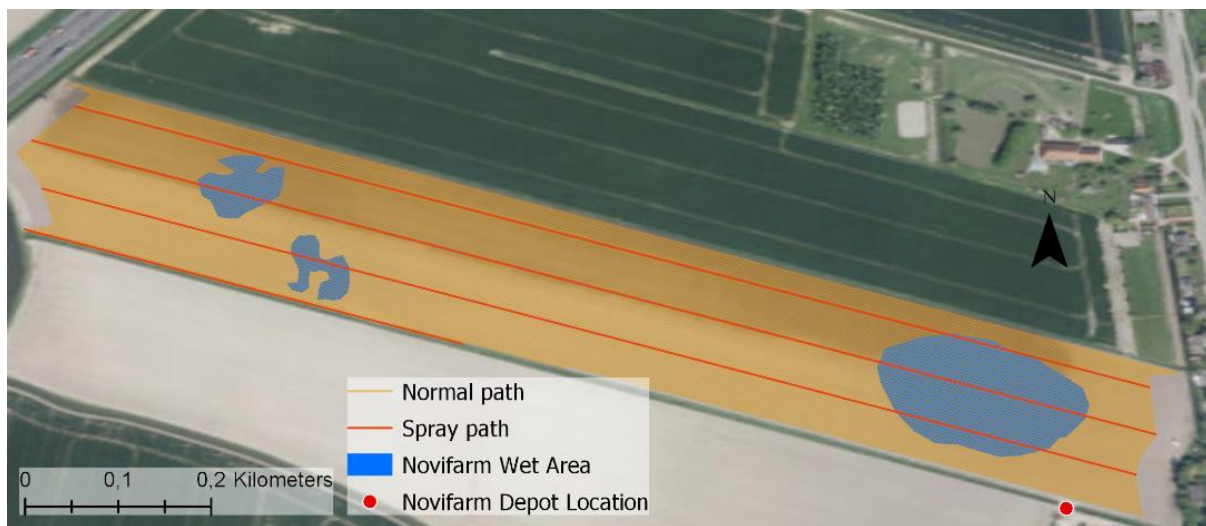 N
Normal path
Spray path
Novifarm Wet Area
Novifarm Depot Location
0 0,1 0,2 Kilometers